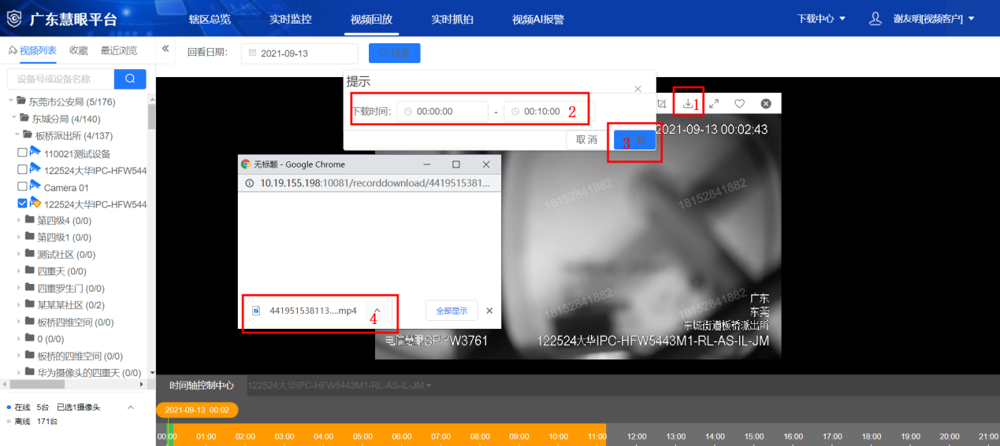 广东慧眼平台 辖区总览 实时监控 视频回放 实时抓拍 视频AI报警 下载中心 谢友明[视频客户]
视频列表 收藏 最近浏览
回看日期: 2021-09-13 检索
设备号或设备名称
东莞市公安局 (5/176)
东城分局 (4/140)
板桥派出所 (4/137)
110021测试设备
122524大华IPC-HFW544
Camera 01
122524大华IPC-HFW544
第四级4 (0/0)
第四级1 (0/0)
测试社区 (0/0)
四重天 (0/0)
四重罗生门 (0/0)
某某某社区 (0/2)
板桥四维空间 (0/0)
0 (0/0)
板桥的四维空间 (0/0)
华为摄像头的四重天 (0/0)
在线 5台 已选1摄像头
离线 171台
提示
下载时间: 00:00:00 - 00:10:00 2
取消 3
1
2021-09-13 00:02:43
无标题 - Google Chrome
10.19.155.198:10081/recorddownload/4419515381...
441951538113....mp4 4 全部显示
18152841882
18152841882
18152841882
18152841882
广东
东莞
东城街道板桥派出所
电信慧眼SPYW3761 122524大华IPC-HFW5443M1-RL-AS-IL-JM
时间轴控制中心 122524大华IPC-HFW5443M1-RL-AS-IL-JM
2021-09-13 00:02
00:00 01:00 02:00 03:00 04:00 05:00 06:00 07:00 08:00 09:00 10:00 11:00 12:00 13:00 14:00 15:00 16:00 17:00 18:00 19:00 20:00 21:00